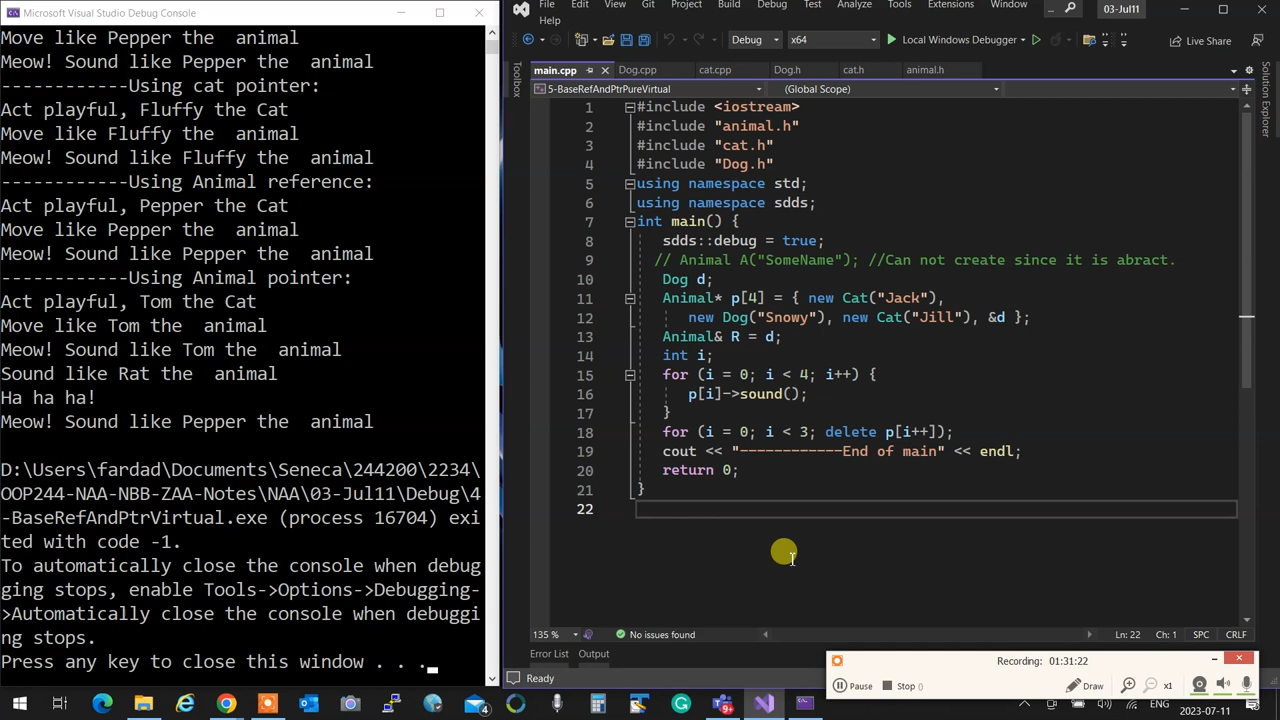 Microsoft Visual Studio Debug Console
Move like Pepper the  animal
Meow! Sound like Pepper the  animal
------------Using cat pointer:
Act playful, Fluffy the Cat
Move like Fluffy the  animal
Meow! Sound like Fluffy the  animal
------------Using Animal reference:
Act playful, Pepper the Cat
Move like Pepper the  animal
Meow! Sound like Pepper the  animal
------------Using Animal pointer:
Act playful, Tom the Cat
Move like Tom the  animal
Meow! Sound like Tom the  animal
Sound like Rat the  animal
Ha ha ha!
Meow! Sound like Pepper the  animal
D:\Users\fardad\Documents\Seneca\244200\2234\
OOP244-NAA-NBB-ZAA-Notes\NAA\03-Jul11\Debug\4
-BaseRefAndPtrVirtual.exe (process 16704) exi
ted with code -1.
To automatically close the console when debug
ging stops, enable Tools->Options->Debugging-
>Automatically close the console when debuggi
ng stops.
Press any key to close this window . . ._
File Edit View Git Project Build Debug Test Analyze Tools Extensions Window 03-Jul11
Help
Debug x64 Local Windows Debugger Live Share
main.cpp Dog.cpp cat.cpp Dog.h cat.h animal.h
5-BaseRefAndPtrPureVirtual (Global Scope)
Toolbox
Solution Explorer
1 #include <iostream>
2 #include "animal.h"
3 #include "cat.h"
4 #include "Dog.h"
5 using namespace std;
6 using namespace sdds;
7 int main() {
8 sdds::debug = true;
9 // Animal A("SomeName"); //Can not create since it is abract.
10 Dog d;
11 Animal* p[4] = { new Cat("Jack"),
12 new Dog("Snowy"), new Cat("Jill"), &d };
13 Animal& R = d;
14 int i;
15 for (i = 0; i < 4; i++) {
16 p[i]->sound();
17 }
18 for (i = 0; i < 3; delete p[i++]);
19 cout << "------------End of main" << endl;
20 return 0;
21 }
22
135 % No issues found Ln: 22 Ch: 1 SPC CRLF
Error List Output
Ready
Recording: 01:31:22
Pause Stop () Draw x1
ENG 2023-07-11